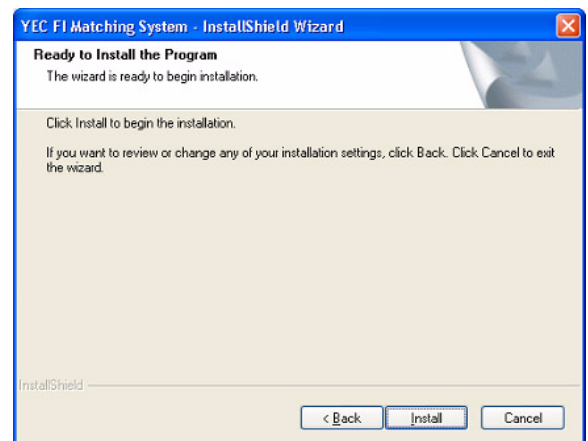 YEC FI Matching System - InstallShield Wizard
Ready to Install the Program
The wizard is ready to begin installation.
Click Install to begin the installation.
If you want to review or change any of your installation settings, click Back. Click Cancel to exit
the wizard.
InstallShield
< Back Install Cancel